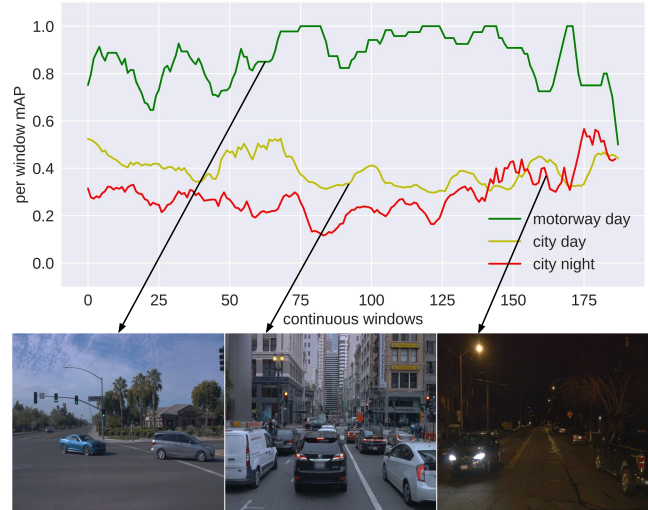 per window mAP
1.0
0.8
0.6
0.4
0.2
0.0
motorway day
city day
city night
0 25 50 75 100 125 150 175
continuous windows